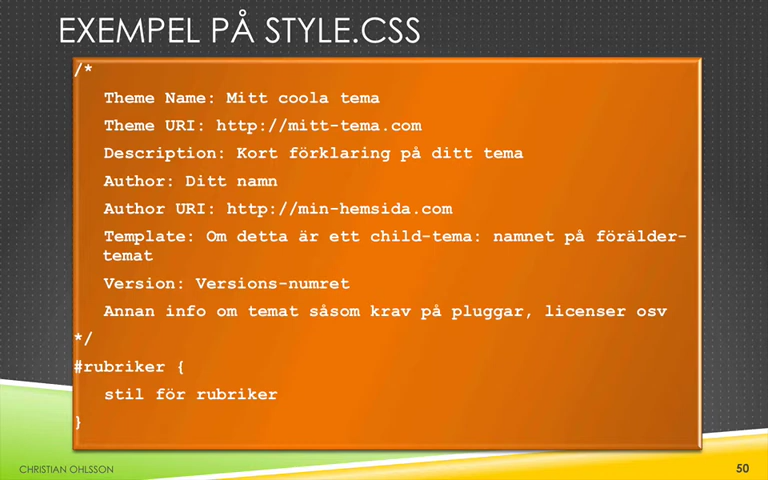 EXEMPEL PÅ STYLE.CSS
/*
Theme Name: Mitt coola tema
Theme URI: http://mitt-tema.com
Description: Kort förklaring på ditt tema
Author: Ditt namn
Author URI: http://min-hemsida.com
Template: Om detta är ett child-tema: namnet på förälder-
temat
Version: Versions-numret
Annan info om temat såsom krav på pluggar, licenser osv
*/
#rubriker {
stil för rubriker
}
CHRISTIAN OHLSSON
50